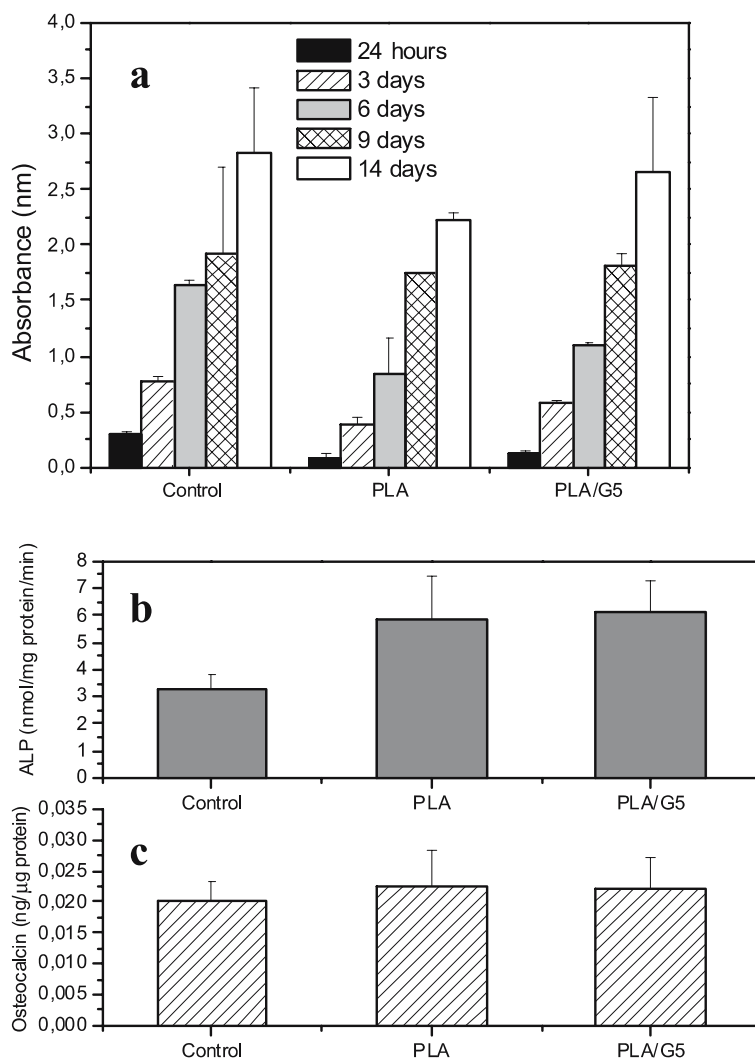 4,0
3,5
3,0
2,5
2,0
1,5
1,0
0,5
0,0
Absorbance (nm)
a
24 hours
3 days
6 days
9 days
14 days
Control PLA PLA/G5
8
7
6
5
4
3
2
1
0
ALP (nmol/mg protein/min)
b
Control PLA PLA/G5
0,035
0,030
0,025
0,020
0,015
0,010
0,005
0,000
Osteocalcin (ng/µg protein)
c
Control PLA PLA/G5